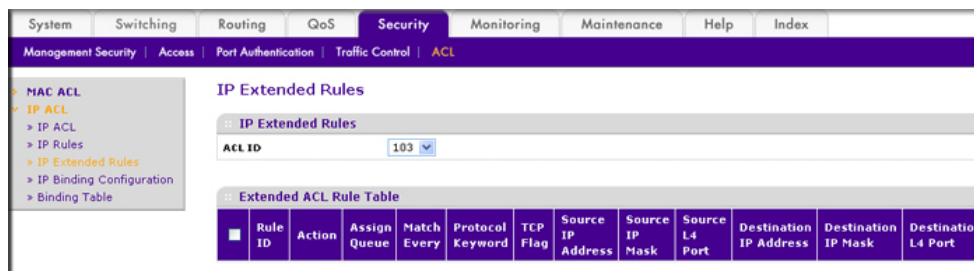 System Switching Routing QoS Security Monitoring Maintenance Help Index
Management Security | Access | Port Authentication | Traffic Control | ACL
MAC ACL
IP ACL
» IP ACL
» IP Rules
» IP Extended Rules
» IP Binding Configuration
» Binding Table
IP Extended Rules
:: IP Extended Rules
ACL ID 103
:: Extended ACL Rule Table
Rule ID Action Assign Queue Match Every Protocol Keyword TCP Flag Source IP Address Source IP Mask Source L4 Port Destination IP Address Destination IP Mask Destinatio L4 Port